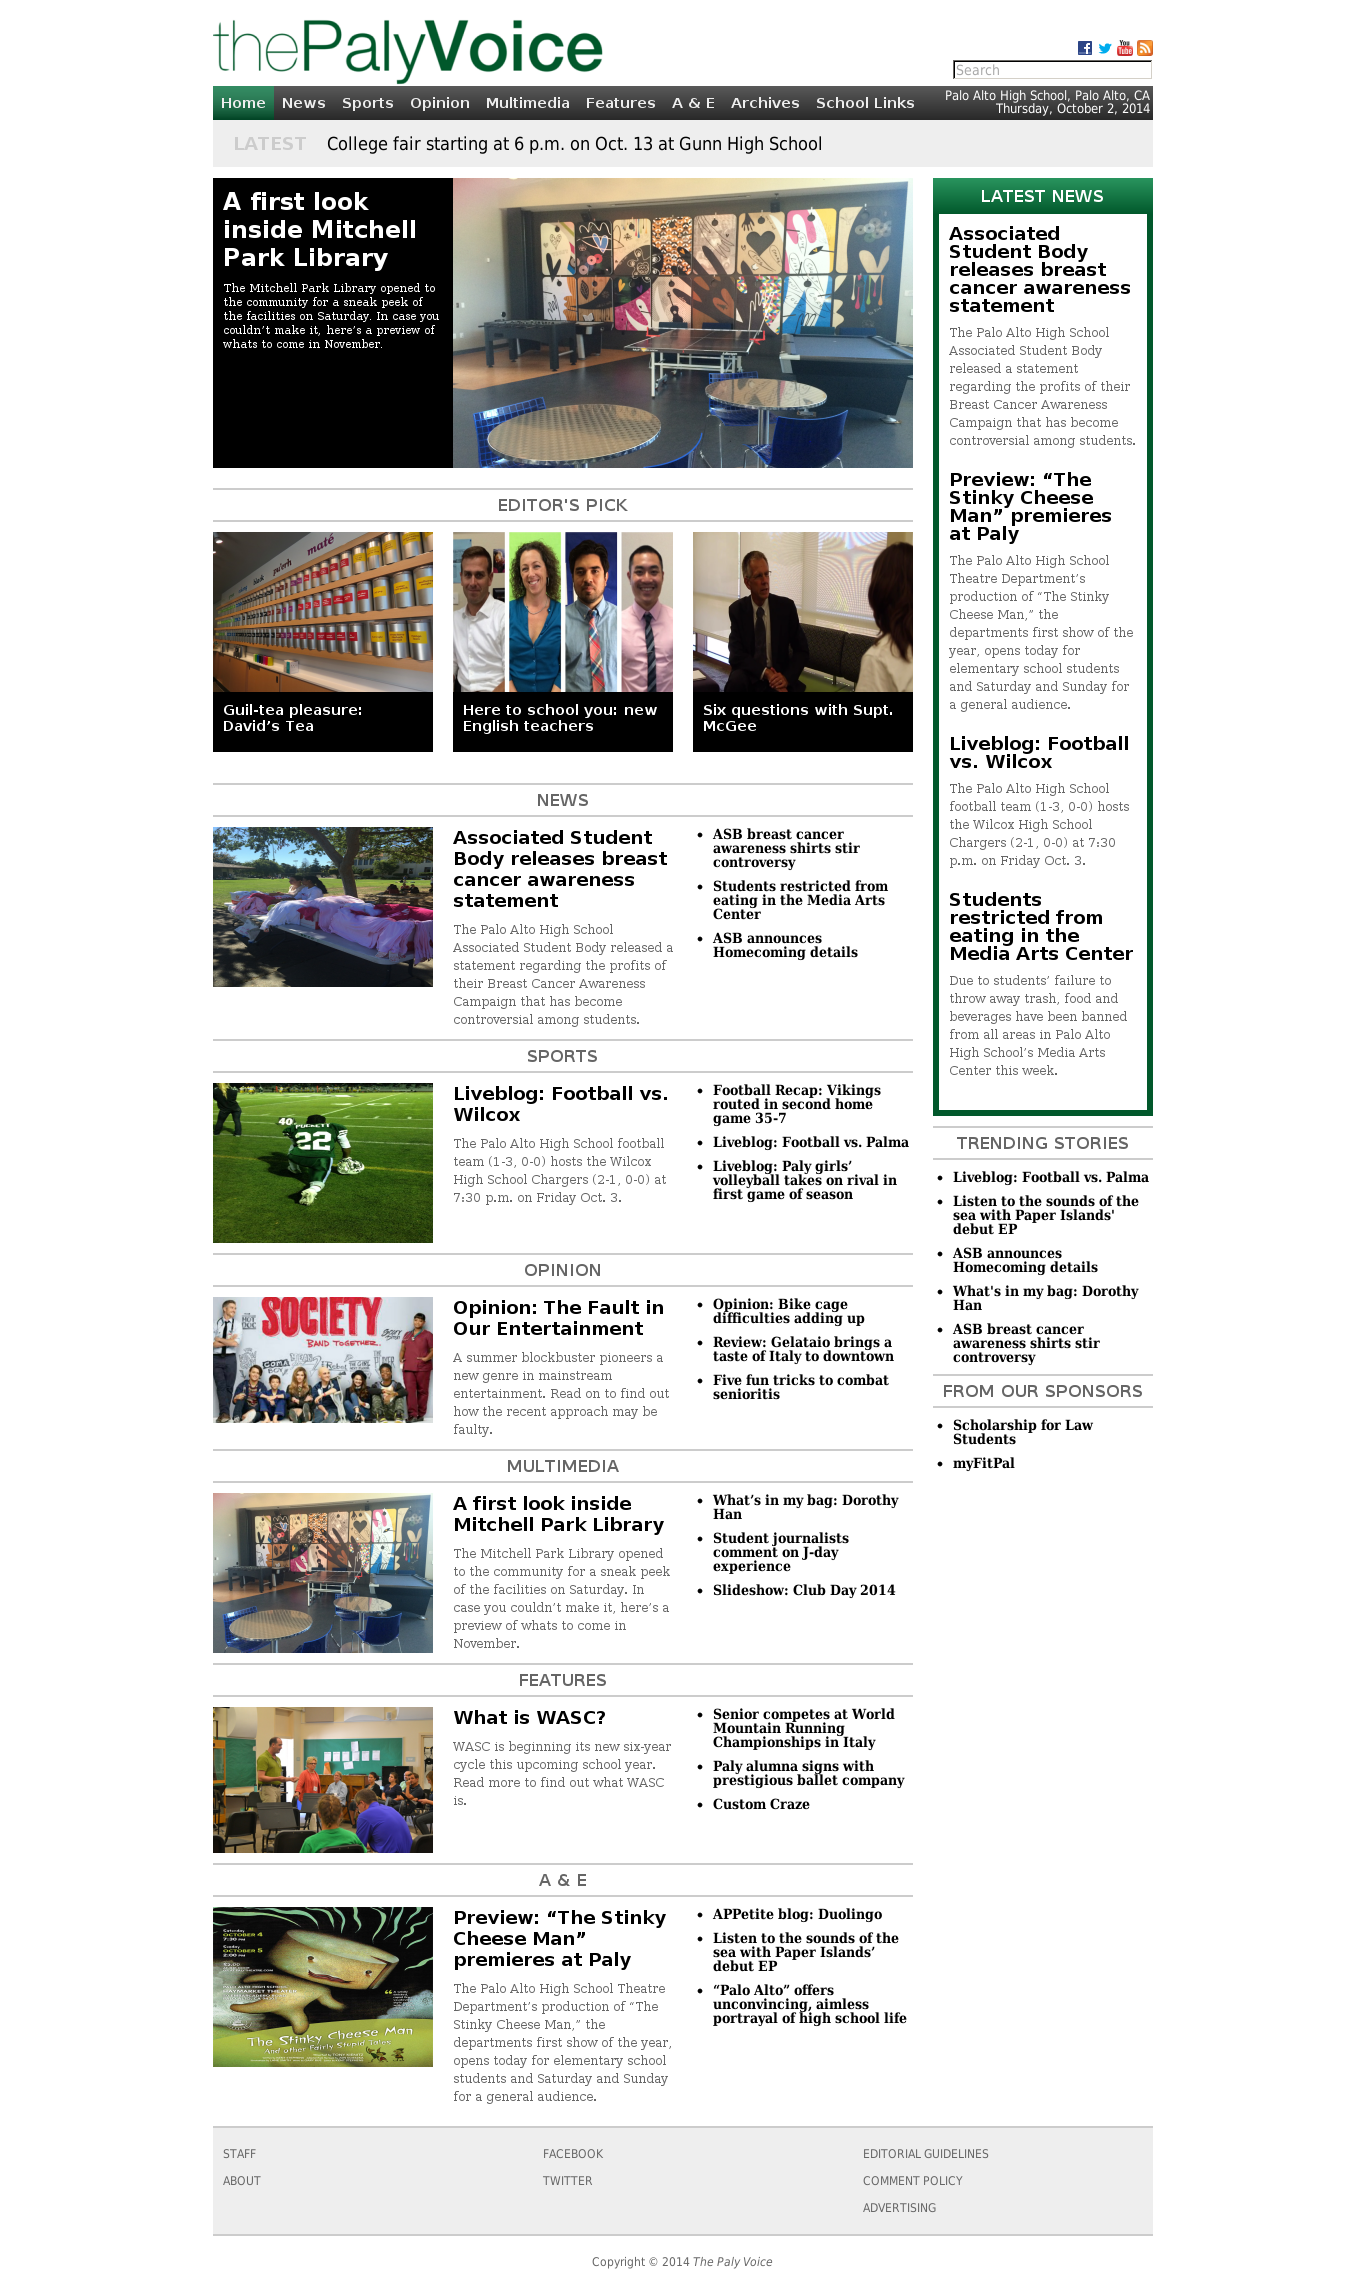 thePalyVoice
Search
Home News Sports Opinion Multimedia Features A & E Archives School Links
Palo Alto High School, Palo Alto, CA
Thursday, October 2, 2014
LATEST College fair starting at 6 p.m. on Oct. 13 at Gunn High School
A first look
inside Mitchell
Park Library
The Mitchell Park Library opened to
the community for a sneak peek of
the facilities on Saturday. In case you
couldn’t make it, here’s a preview of
whats to come in November.
EDITOR'S PICK
maté
pu'erh
black
Guil-tea pleasure:
David’s Tea
Here to school you: new
English teachers
Six questions with Supt.
McGee
NEWS
Associated Student
Body releases breast
cancer awareness
statement
The Palo Alto High School
Associated Student Body released a
statement regarding the profits of
their Breast Cancer Awareness
Campaign that has become
controversial among students.
• ASB breast cancer
awareness shirts stir
controversy
• Students restricted from
eating in the Media Arts
Center
• ASB announces
Homecoming details
SPORTS
40
PUCKETT
22
Liveblog: Football vs.
Wilcox
The Palo Alto High School football
team (1-3, 0-0) hosts the Wilcox
High School Chargers (2-1, 0-0) at
7:30 p.m. on Friday Oct. 3.
• Football Recap: Vikings
routed in second home
game 35-7
• Liveblog: Football vs. Palma
• Liveblog: Paly girls’
volleyball takes on rival in
first game of season
OPINION
SOCIETY
BAND TOGETHER.
Opinion: The Fault in
Our Entertainment
A summer blockbuster pioneers a
new genre in mainstream
entertainment. Read on to find out
how the recent approach may be
faulty.
• Opinion: Bike cage
difficulties adding up
• Review: Gelataio brings a
taste of Italy to downtown
• Five fun tricks to combat
senioritis
MULTIMEDIA
A first look inside
Mitchell Park Library
The Mitchell Park Library opened
to the community for a sneak peek
of the facilities on Saturday. In
case you couldn’t make it, here’s a
preview of whats to come in
November.
• What’s in my bag: Dorothy
Han
• Student journalists
comment on J-day
experience
• Slideshow: Club Day 2014
FEATURES
What is WASC?
WASC is beginning its new six-year
cycle this upcoming school year.
Read more to find out what WASC
is.
• Senior competes at World
Mountain Running
Championships in Italy
• Paly alumna signs with
prestigious ballet company
• Custom Craze
A & E
Saturday
OCTOBER 4
7:30 PM
Sunday
OCTOBER 5
2:00 PM
The Stinky Cheese Man
And other Fairly Stupid Tales
Preview: “The Stinky
Cheese Man”
premieres at Paly
The Palo Alto High School Theatre
Department’s production of “The
Stinky Cheese Man,” the
departments first show of the year,
opens today for elementary school
students and Saturday and Sunday
for a general audience.
• APPetite blog: Duolingo
• Listen to the sounds of the
sea with Paper Islands’
debut EP
• “Palo Alto” offers
unconvincing, aimless
portrayal of high school life
LATEST NEWS
Associated
Student Body
releases breast
cancer awareness
statement
The Palo Alto High School
Associated Student Body
released a statement
regarding the profits of their
Breast Cancer Awareness
Campaign that has become
controversial among students.
Preview: “The
Stinky Cheese
Man” premieres
at Paly
The Palo Alto High School
Theatre Department’s
production of “The Stinky
Cheese Man,” the
departments first show of the
year, opens today for
elementary school students
and Saturday and Sunday for
a general audience.
Liveblog: Football
vs. Wilcox
The Palo Alto High School
football team (1-3, 0-0) hosts
the Wilcox High School
Chargers (2-1, 0-0) at 7:30
p.m. on Friday Oct. 3.
Students
restricted from
eating in the
Media Arts Center
Due to students’ failure to
throw away trash, food and
beverages have been banned
from all areas in Palo Alto
High School’s Media Arts
Center this week.
TRENDING STORIES
• Liveblog: Football vs. Palma
• Listen to the sounds of the
sea with Paper Islands'
debut EP
• ASB announces
Homecoming details
• What's in my bag: Dorothy
Han
• ASB breast cancer
awareness shirts stir
controversy
FROM OUR SPONSORS
• Scholarship for Law
Students
• myFitPal
STAFF
ABOUT
FACEBOOK
TWITTER
EDITORIAL GUIDELINES
COMMENT POLICY
ADVERTISING
Copyright © 2014 The Paly Voice